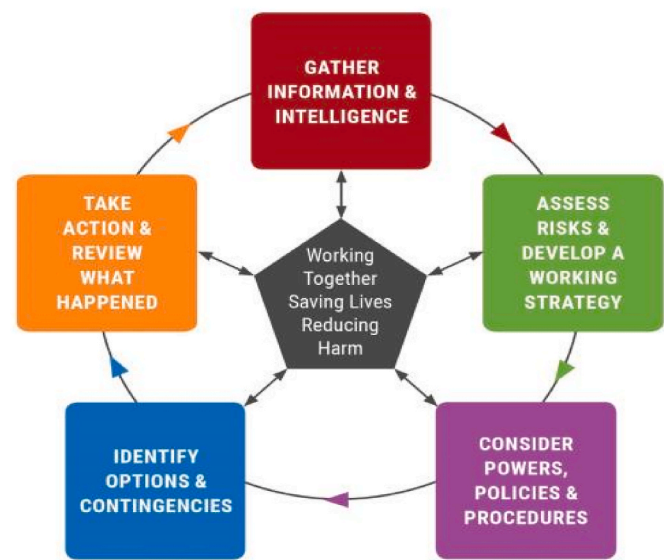 GATHER
INFORMATION &
INTELLIGENCE
ASSESS
RISKS &
DEVELOP A
WORKING
STRATEGY
CONSIDER
POWERS,
POLICIES &
PROCEDURES
IDENTIFY
OPTIONS &
CONTINGENCIES
TAKE
ACTION &
REVIEW
WHAT
HAPPENED
Working
Together
Saving Lives
Reducing
Harm